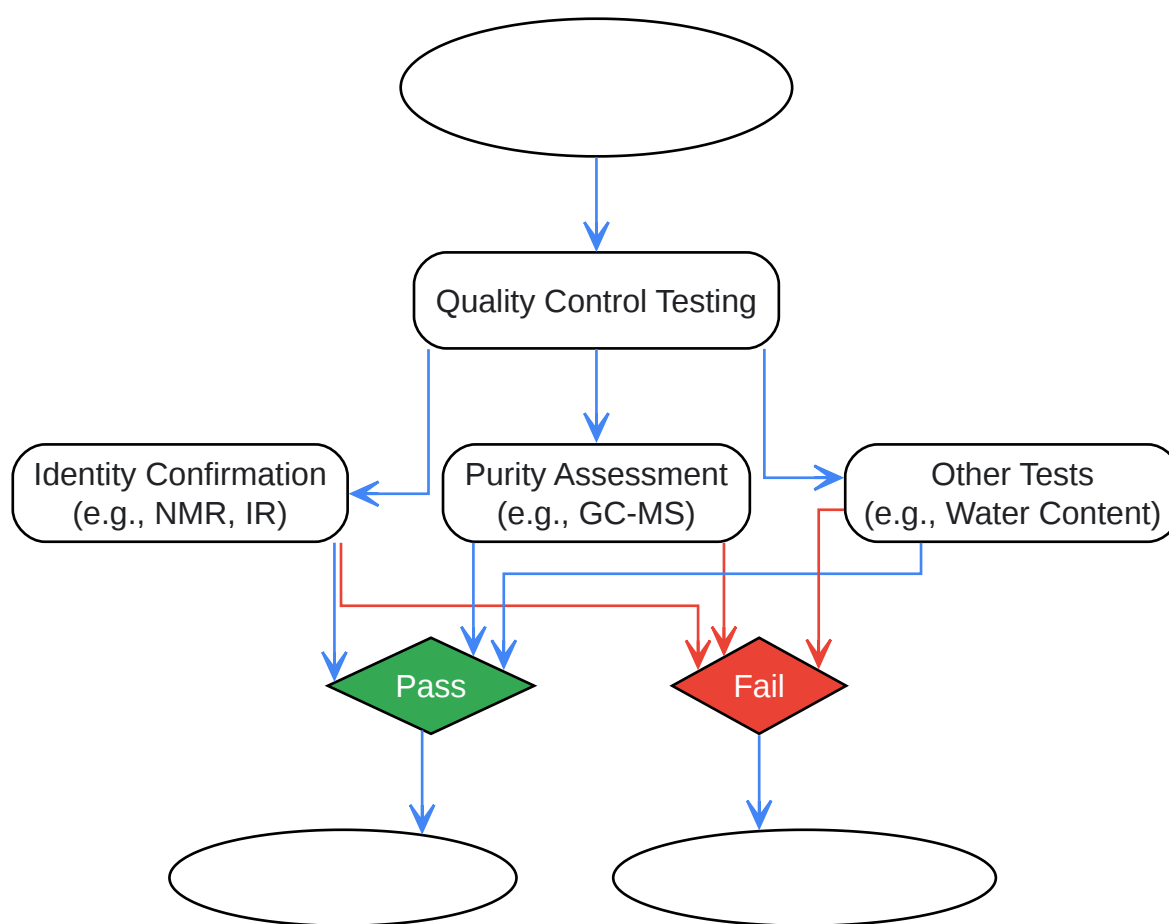 Quality Control Testing
Identity Confirmation
(e.g., NMR, IR)
Purity Assessment
(e.g., GC-MS)
Other Tests
(e.g., Water Content)
Pass
Fail